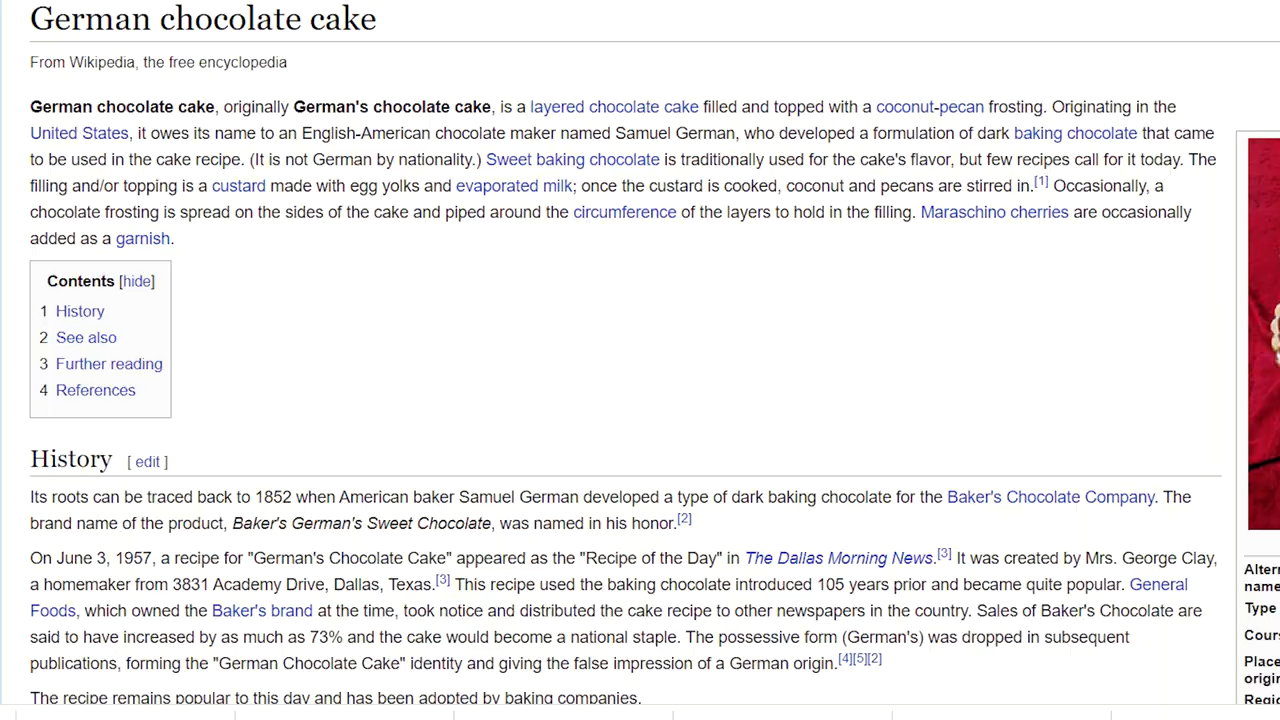 German chocolate cake
From Wikipedia, the free encyclopedia
German chocolate cake, originally German's chocolate cake, is a layered chocolate cake filled and topped with a coconut-pecan frosting. Originating in the
United States, it owes its name to an English-American chocolate maker named Samuel German, who developed a formulation of dark baking chocolate that came
to be used in the cake recipe. (It is not German by nationality.) Sweet baking chocolate is traditionally used for the cake's flavor, but few recipes call for it today. The
filling and/or topping is a custard made with egg yolks and evaporated milk; once the custard is cooked, coconut and pecans are stirred in.[1] Occasionally, a
chocolate frosting is spread on the sides of the cake and piped around the circumference of the layers to hold in the filling. Maraschino cherries are occasionally
added as a garnish.
Contents [hide]
1 History
2 See also
3 Further reading
4 References
History [ edit ]
Its roots can be traced back to 1852 when American baker Samuel German developed a type of dark baking chocolate for the Baker's Chocolate Company. The
brand name of the product, Baker's German's Sweet Chocolate, was named in his honor.[2]
On June 3, 1957, a recipe for "German's Chocolate Cake" appeared as the "Recipe of the Day" in The Dallas Morning News.[3] It was created by Mrs. George Clay,
a homemaker from 3831 Academy Drive, Dallas, Texas.[3] This recipe used the baking chocolate introduced 105 years prior and became quite popular. General
Foods, which owned the Baker's brand at the time, took notice and distributed the cake recipe to other newspapers in the country. Sales of Baker's Chocolate are
said to have increased by as much as 73% and the cake would become a national staple. The possessive form (German's) was dropped in subsequent
publications, forming the "German Chocolate Cake" identity and giving the false impression of a German origin.[4][5][2]
The recipe remains popular to this day and has been adopted by baking companies.
name
Type
Place